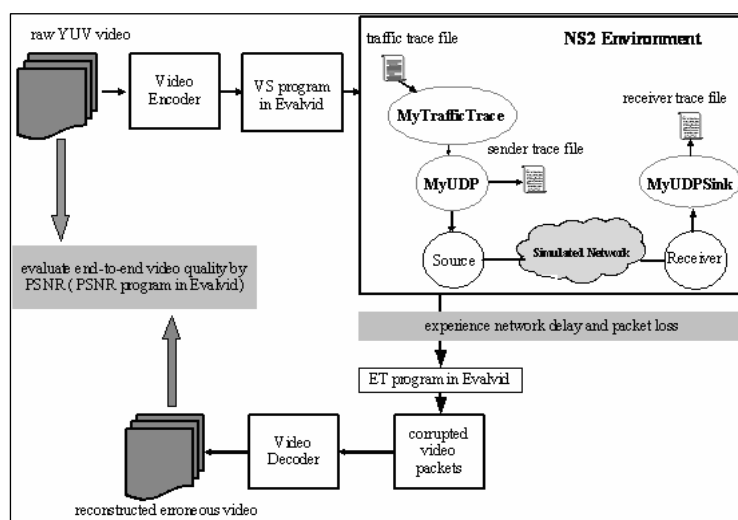 raw YUV video
Video
Encoder
VS program
in Evalvid
NS2 Environment
traffic trace file
MyTrafficTrace
receiver trace file
sender trace file
MyUDP
MyUDPSink
Source
Simulated Network
Receiver
evaluate end-to-end video quality by
PSNR ( PSNR program in Evalvid)
experience network delay and packet loss
ET program in Evalvid
Video
Decoder
corrupted
video
packets
reconstructed erroneous video